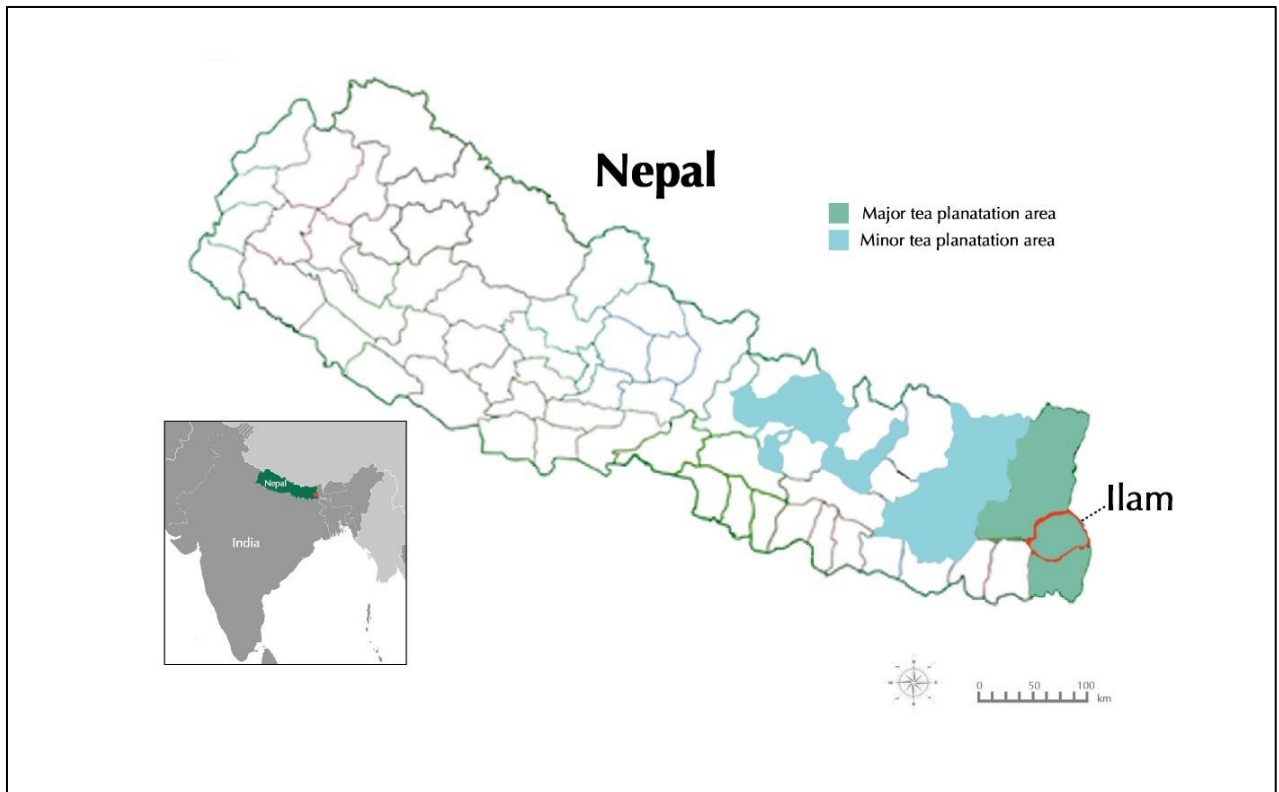 Nepal
Major tea planatation area
Minor tea planatation area
Ilam
Nepal
India
0 50 100
km